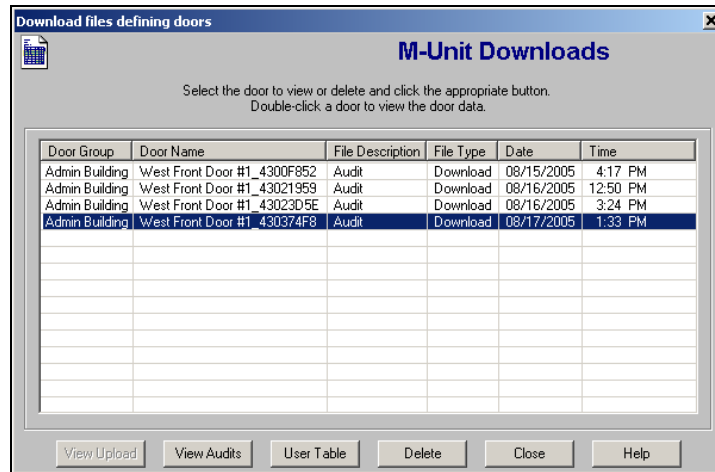 Download files defining doors
M-Unit Downloads
Select the door to view or delete and click the appropriate button.
Double-click a door to view the door data.
Door Group Door Name File Description File Type Date Time
Admin Building West Front Door #1_4300F852 Audit Download 08/15/2005 4:17 PM
Admin Building West Front Door #1_43021959 Audit Download 08/16/2005 12:50 PM
Admin Building West Front Door #1_43023D5E Audit Download 08/16/2005 3:24 PM
Admin Building West Front Door #1_430374F8 Audit Download 08/17/2005 1:33 PM
View Upload View Audits User Table Delete Close Help